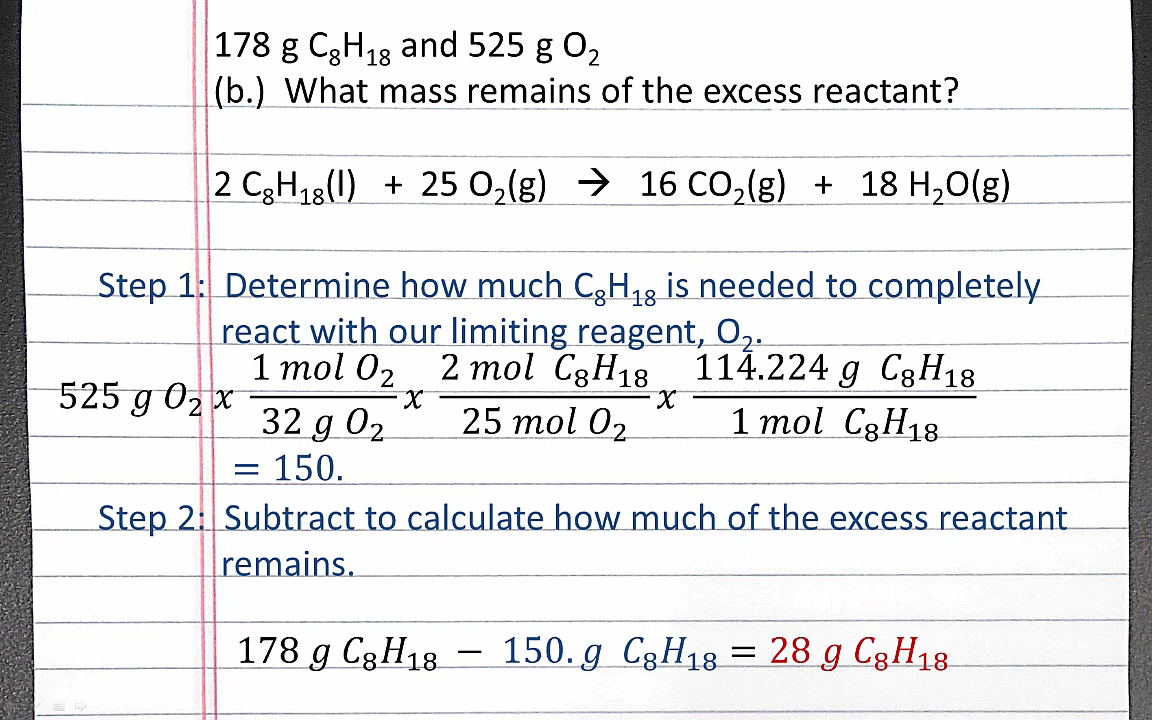 178 g C₈H₁₈ and 525 g O₂
(b.) What mass remains of the excess reactant?
2 C₈H₁₈(l) + 25 O₂(g) → 16 CO₂(g) + 18 H₂O(g)
Step 1: Determine how much C₈H₁₈ is needed to completely
react with our limiting reagent, O₂.
525 g O₂ x (1 mol O₂)/(32 g O₂) x (2 mol C₈H₁₈)/(25 mol O₂) x (114.224 g C₈H₁₈)/(1 mol C₈H₁₈)
= 150.
Step 2: Subtract to calculate how much of the excess reactant
remains.
178 g C₈H₁₈ − 150. g C₈H₁₈ = 28 g C₈H₁₈